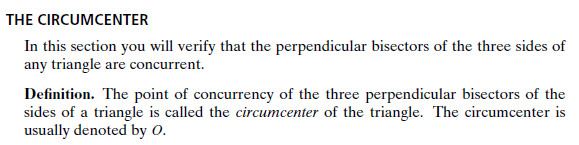 THE CIRCUMCENTER
In this section you will verify that the perpendicular bisectors of the three sides of
any triangle are concurrent.
Definition. The point of concurrency of the three perpendicular bisectors of the
sides of a triangle is called the circumcenter of the triangle. The circumcenter is
usually denoted by O.